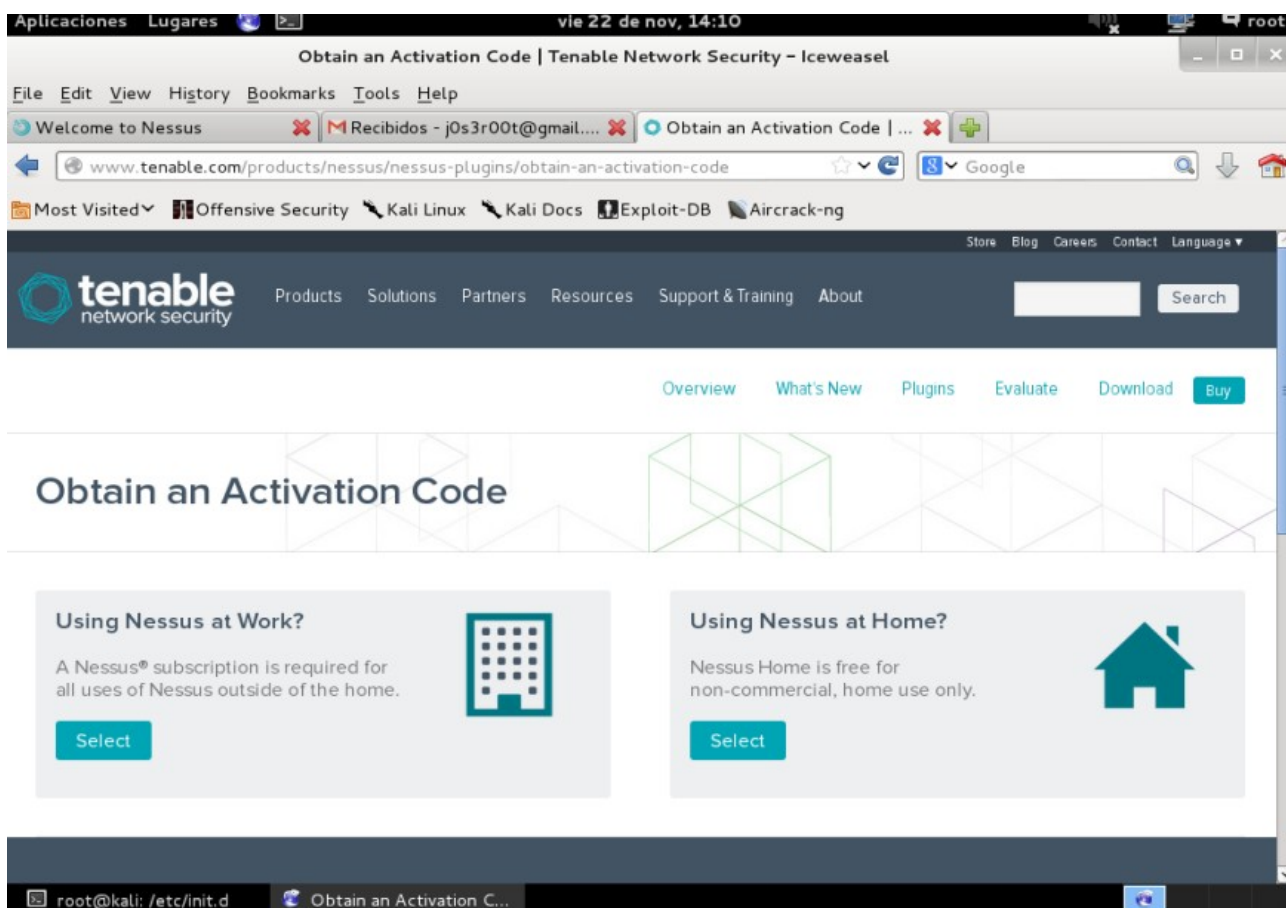 Aplicaciones Lugares vie 22 de nov, 14:10 root
Obtain an Activation Code | Tenable Network Security – Iceweasel
File Edit View History Bookmarks Tools Help
Welcome to Nessus Recibidos - j0s3r00t@gmail.... Obtain an Activation Code | ...
www.tenable.com/products/nessus/nessus-plugins/obtain-an-activation-code Google
Most Visited Offensive Security Kali Linux Kali Docs Exploit-DB Aircrack-ng
Store Blog Careers Contact Language
tenable
network security
Products Solutions Partners Resources Support & Training About Search
Overview What's New Plugins Evaluate Download Buy
Obtain an Activation Code
Using Nessus at Work?
A Nessus® subscription is required for
all uses of Nessus outside of the home.
Select
Using Nessus at Home?
Nessus Home is free for
non-commercial, home use only.
Select
root@kali: /etc/init.d Obtain an Activation C...